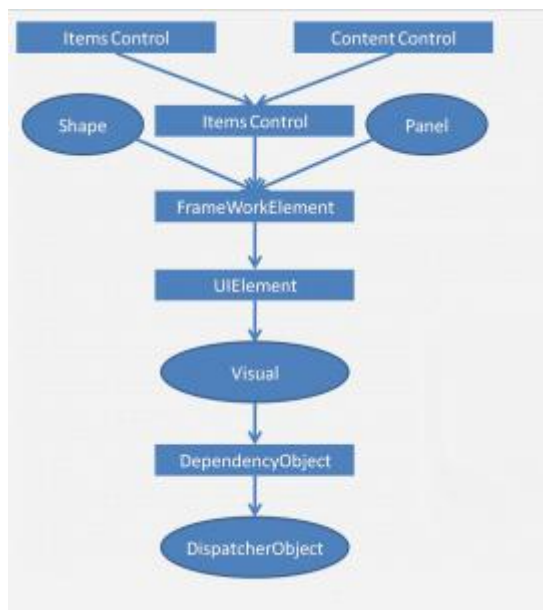 Items Control
Content Control
Shape
Items Control
Panel
FrameWorkElement
UIElement
Visual
DependencyObject
DispatcherObject